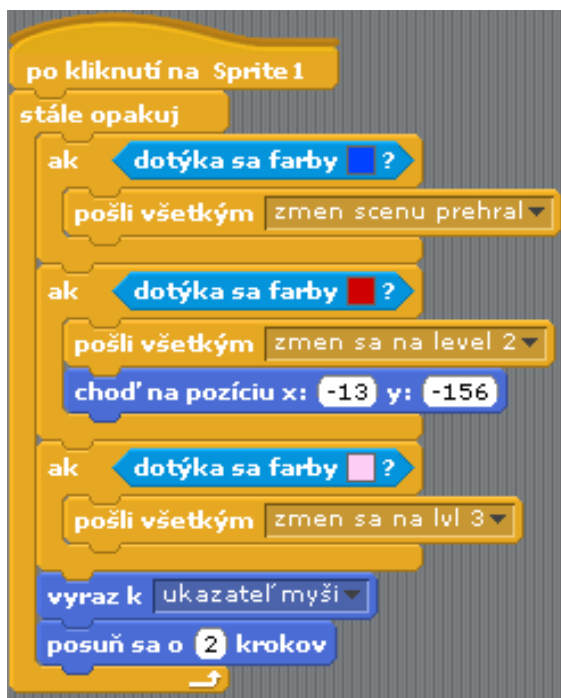 po kliknutí na Sprite1
stále opakuj
ak dotýka sa farby ?
pošli všetkým zmen scenu prehral
ak dotýka sa farby ?
pošli všetkým zmen sa na level 2
choď na pozíciu x: -13 y: -156
ak dotýka sa farby ?
pošli všetkým zmen sa na lvl 3
vyraz k ukazateľ myši
posuň sa o 2 krokov